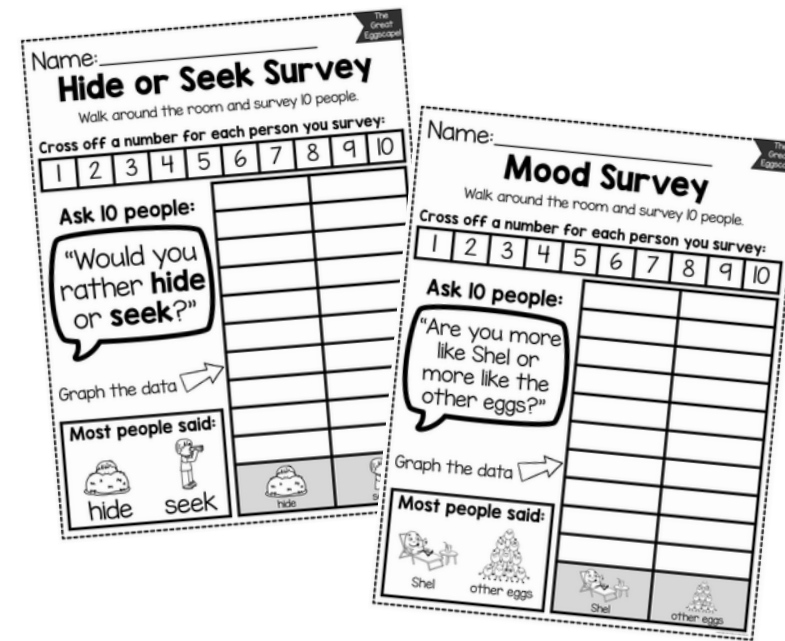 The
Great
Eggscape!
Name:
Hide or Seek Survey
Walk around the room and survey 10 people.
Cross off a number for each person you survey:
1 2 3 4 5 6 7 8 9 10
Ask 10 people:
"Would you
rather hide
or seek?"
Graph the data
Most people said:
hide seek
hide
The
Great
Name:
Mood Survey
Walk around the room and survey 10 people.
Cross off a number for each person you survey:
1 2 3 4 5 6 7 8 9 10
Ask 10 people:
"Are you more
like Shel or
more like the
other eggs?"
Graph the data
Most people said:
Shel other eggs
Shel other eggs